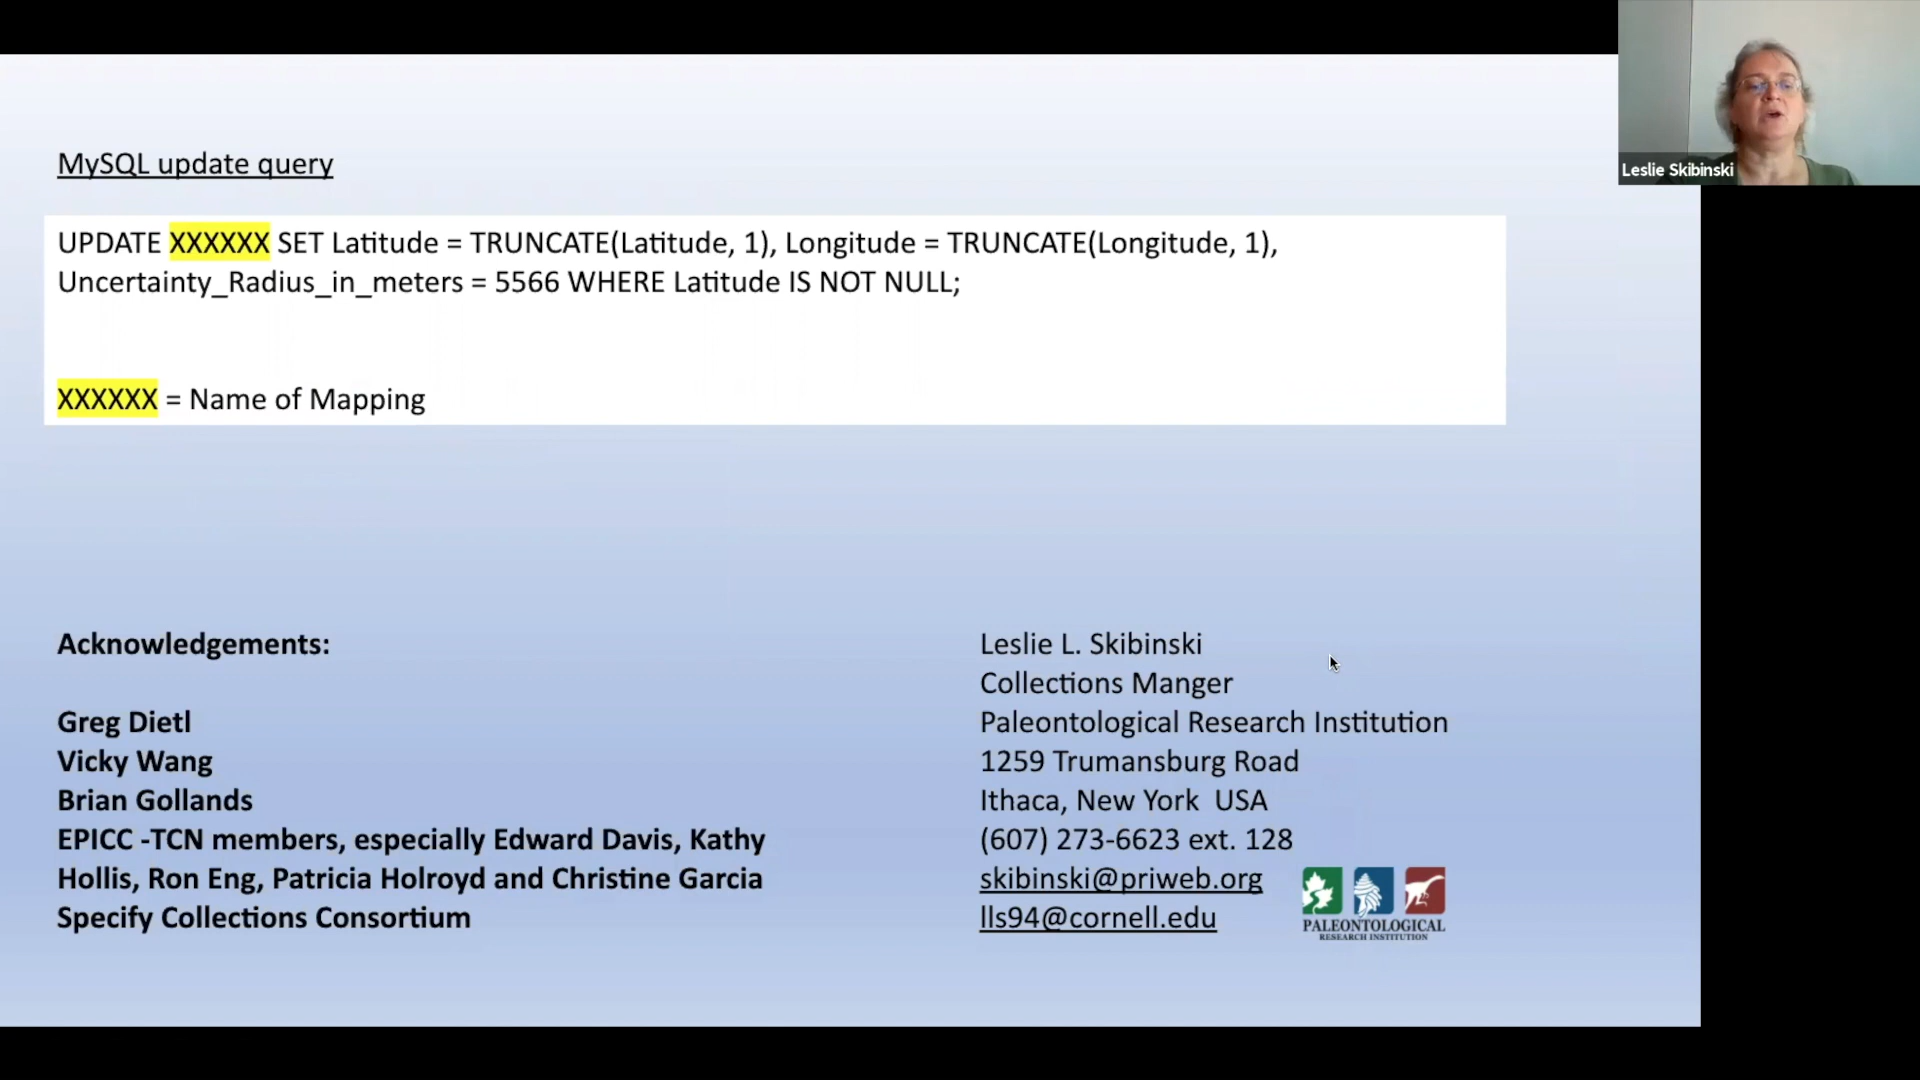 MySQL update query
UPDATE XXXXXX SET Latitude = TRUNCATE(Latitude, 1), Longitude = TRUNCATE(Longitude, 1),
Uncertainty_Radius_in_meters = 5566 WHERE Latitude IS NOT NULL;
XXXXXX = Name of Mapping
Acknowledgements:
Greg Dietl
Vicky Wang
Brian Gollands
EPICC -TCN members, especially Edward Davis, Kathy
Hollis, Ron Eng, Patricia Holroyd and Christine Garcia
Specify Collections Consortium
Leslie L. Skibinski
Collections Manger
Paleontological Research Institution
1259 Trumansburg Road
Ithaca, New York  USA
(607) 273-6623 ext. 128
skibinski@priweb.org
lls94@cornell.edu
PALEONTOLOGICAL
RESEARCH INSTITUTION
Leslie Skibinski